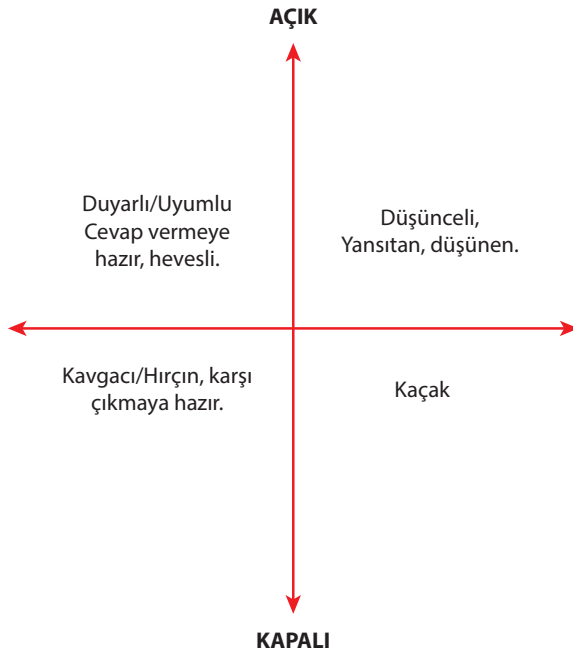 AÇIK
Duyarlı/Uyumlu
Cevap vermeye
hazır, hevesli.
Düşünceli,
Yansıtan, düşünen.
Kavgacı/Hırçın, karşı
çıkmaya hazır.
Kaçak
KAPALI